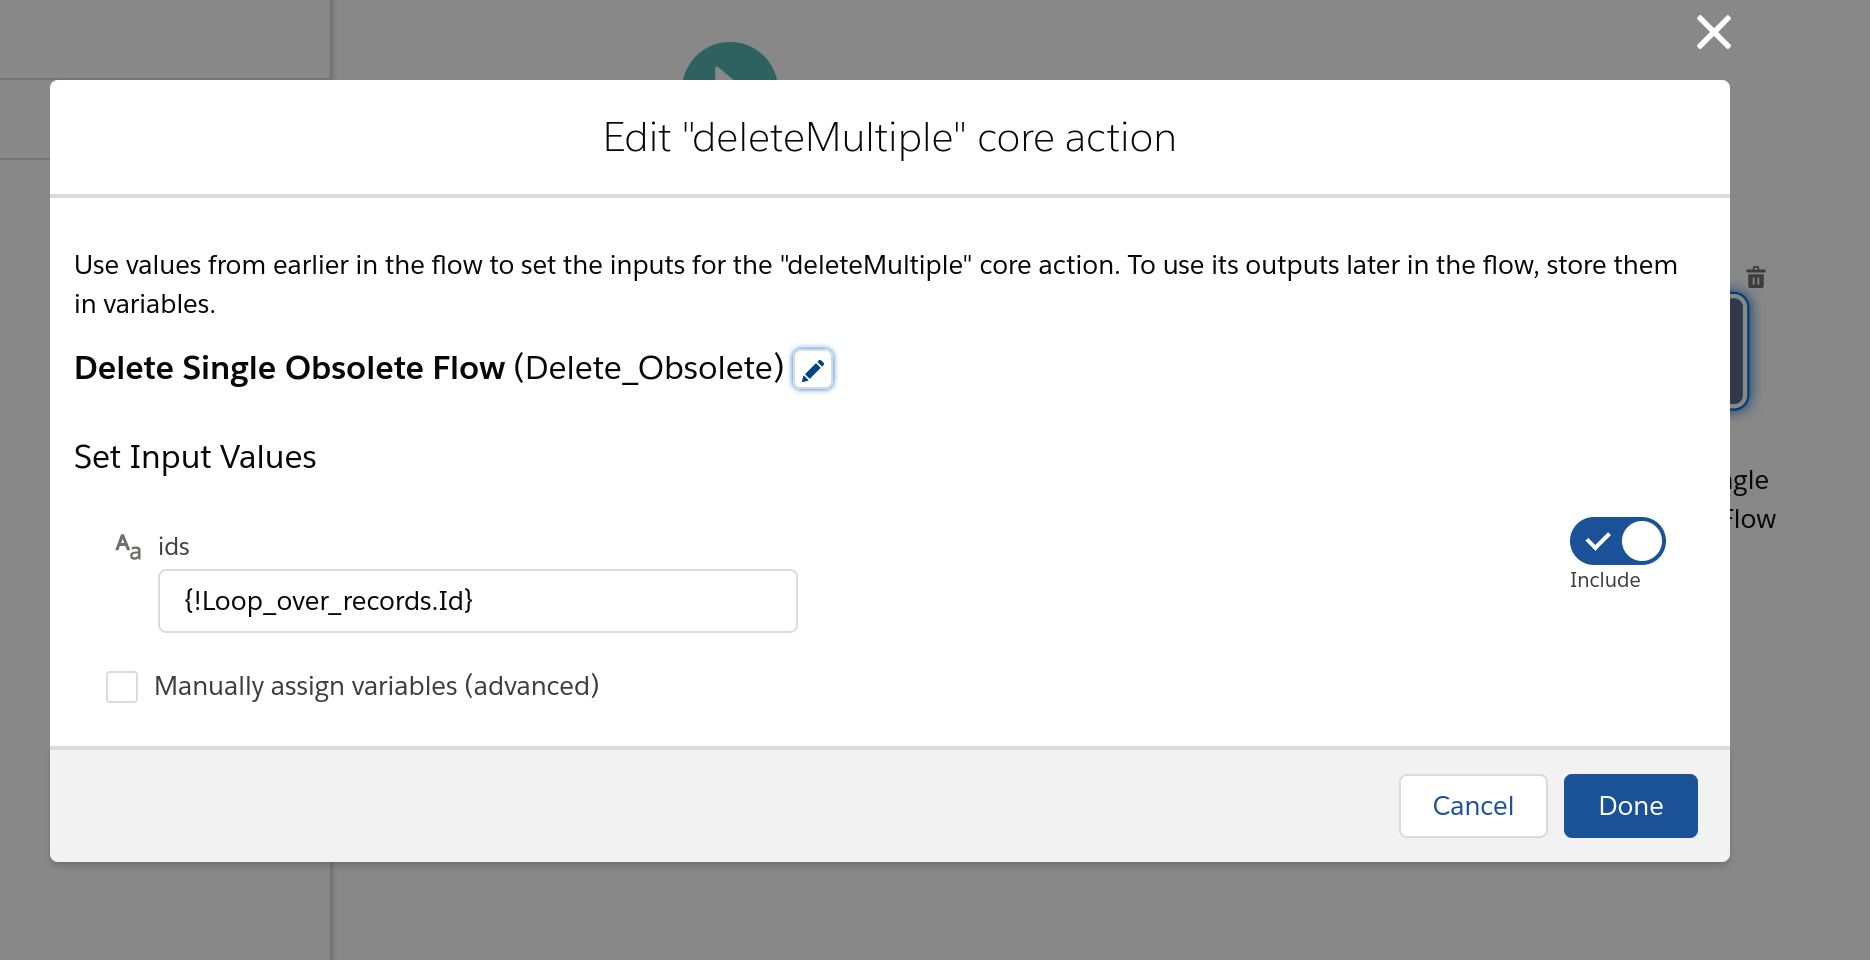 Edit "deleteMultiple" core action
Use values from earlier in the flow to set the inputs for the "deleteMultiple" core action. To use its outputs later in the flow, store them
in variables.
Delete Single Obsolete Flow (Delete_Obsolete)
Set Input Values
Aa ids
{!Loop_over_records.Id}
Include
Manually assign variables (advanced)
Cancel Done
gle
Flow